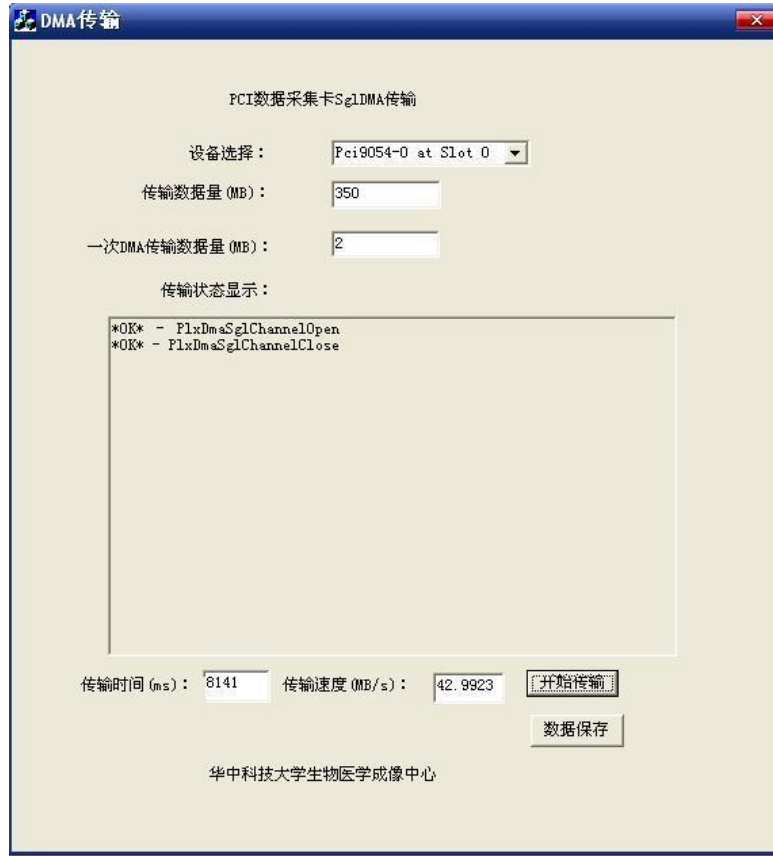 DMA传输
PCI数据采集卡SglDMA传输
设备选择： Pci9054-0 at Slot 0
传输数据量(MB)： 350
一次DMA传输数据量(MB)： 2
传输状态显示：
*OK* - PlxDmaSglChannelOpen
*OK* - PlxDmaSglChannelClose
传输时间(ms)： 8141 传输速度(MB/s)： 42.9923 开始传输
数据保存
华中科技大学生物医学成像中心